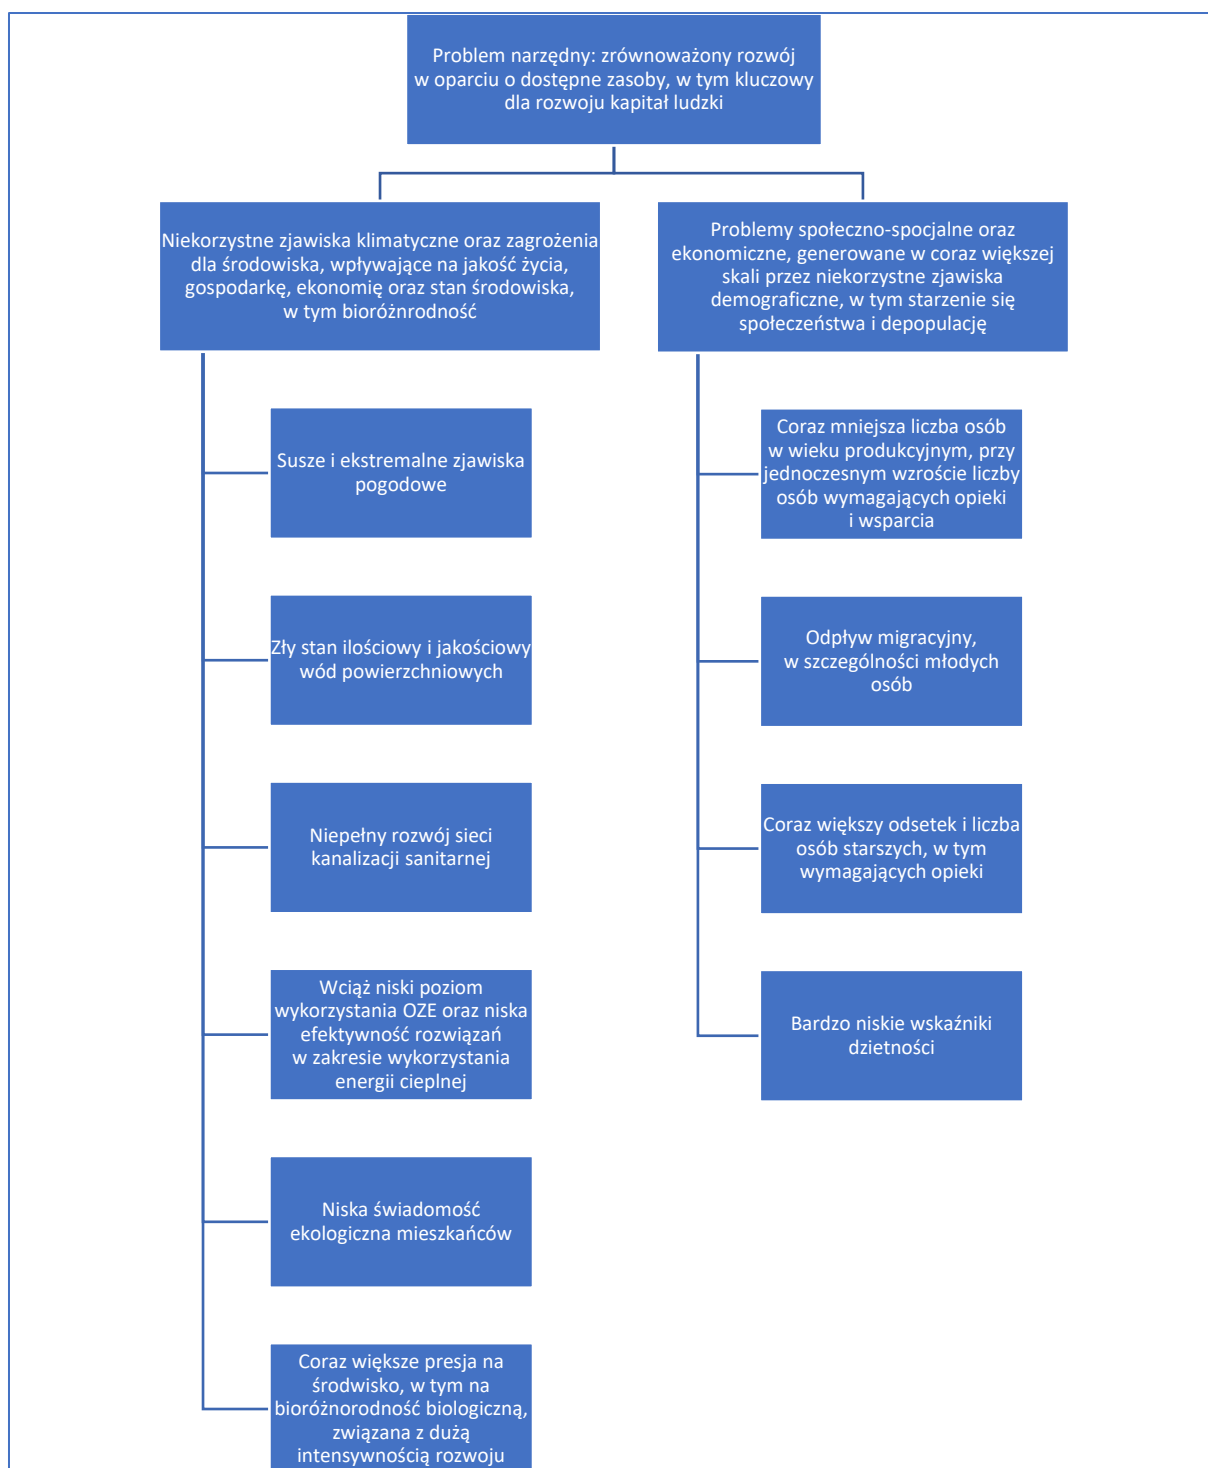 Problem narzędny: zrównoważony rozwój
w oparciu o dostępne zasoby, w tym kluczowy
dla rozwoju kapitał ludzki
Niekorzystne zjawiska klimatyczne oraz zagrożenia
dla środowiska, wpływające na jakość życia,
gospodarkę, ekonomię oraz stan środowiska,
w tym bioróżnrodność
Susze i ekstremalne zjawiska
pogodowe
Zły stan ilościowy i jakościowy
wód powierzchniowych
Niepełny rozwój sieci
kanalizacji sanitarnej
Wciąż niski poziom
wykorzystania OZE oraz niska
efektywność rozwiązań
w zakresie wykorzystania
energii cieplnej
Niska świadomość
ekologiczna mieszkańców
Coraz większe presja na
środwisko, w tym na
bioróżnorodność biologiczną,
związana z dużą
intensywnością rozwoju
Problemy społeczno-spocjalne oraz
ekonomiczne, generowane w coraz większej
skali przez niekorzystne zjawiska
demograficzne, w tym starzenie się
społeczeństwa i depopulację
Coraz mniejsza liczba osób
w wieku produkcyjnym, przy
jednoczesnym wzroście liczby
osób wymagających opieki
i wsparcia
Odpływ migracyjny,
w szczególności młodych
osób
Coraz większy odsetek i liczba
osób starszych, w tym
wymagających opieki
Bardzo niskie wskaźniki
dzietności